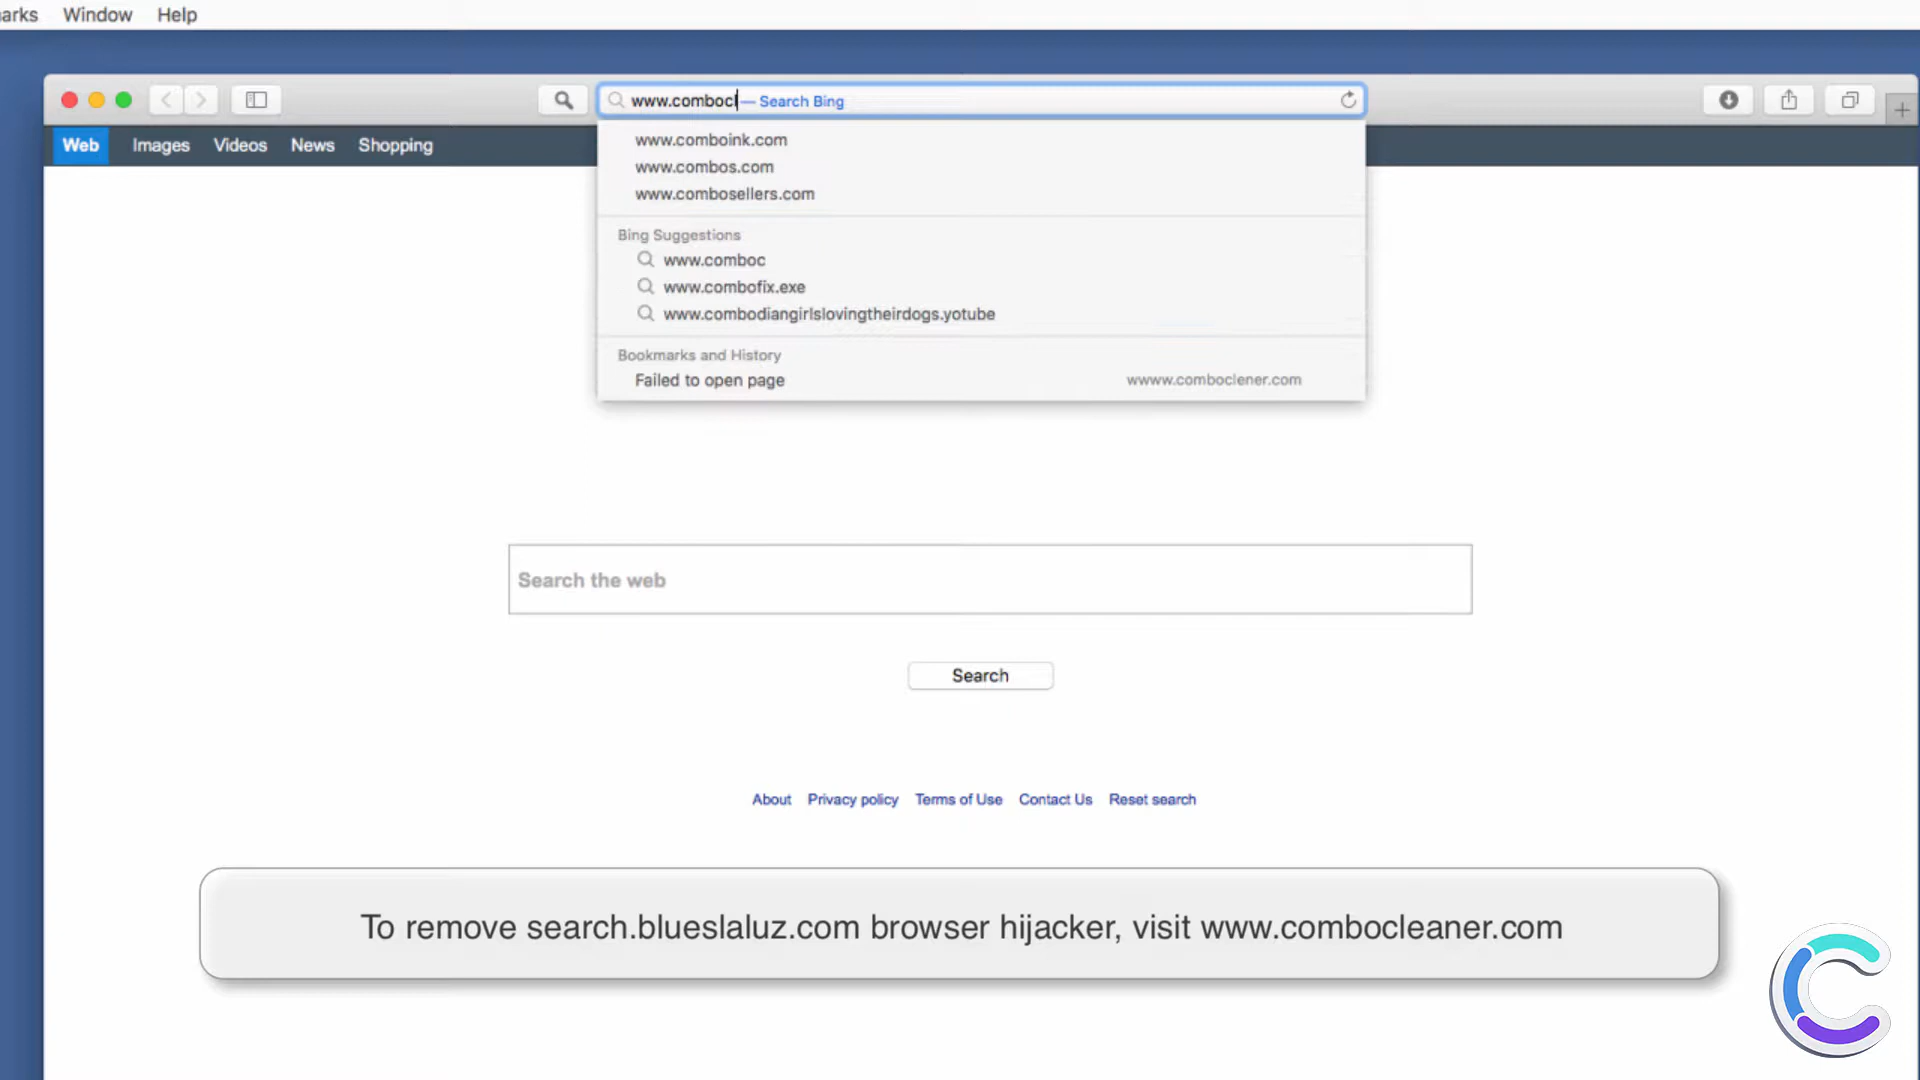 arks Window Help
www.combocl — Search Bing
Web Images Videos News Shopping
www.comboink.com
www.combos.com
www.combosellers.com
Bing Suggestions
www.comboc
www.combofix.exe
www.combodiangirlslovingtheirdogs.yotube
Bookmarks and History
Failed to open page wwww.comboclener.com
Search the web
Search
About Privacy policy Terms of Use Contact Us Reset search
To remove search.blueslaluz.com browser hijacker, visit www.combocleaner.com